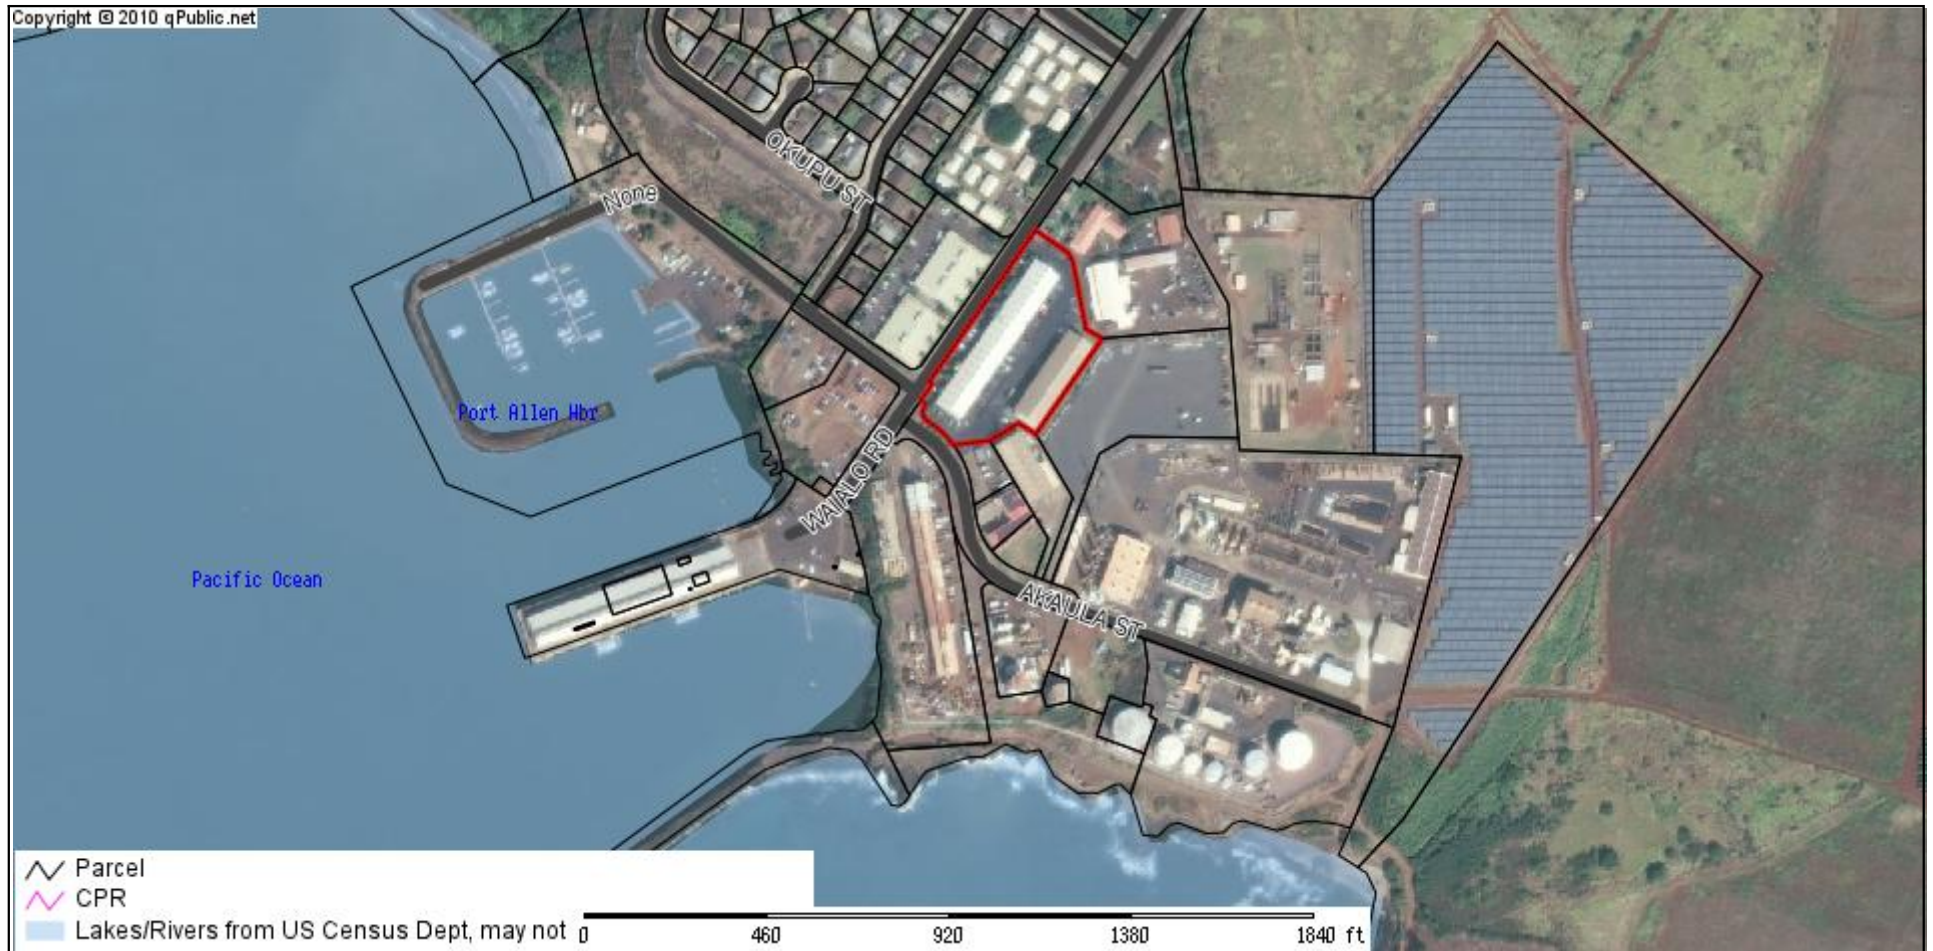 Copyright © 2010 qPublic.net
None
OKUPU ST
Port Allen Hbr
WAIALO RD
Pacific Ocean
AKAULA ST
Parcel
CPR
Lakes/Rivers from US Census Dept, may not
0 460 920 1380 1840 ft